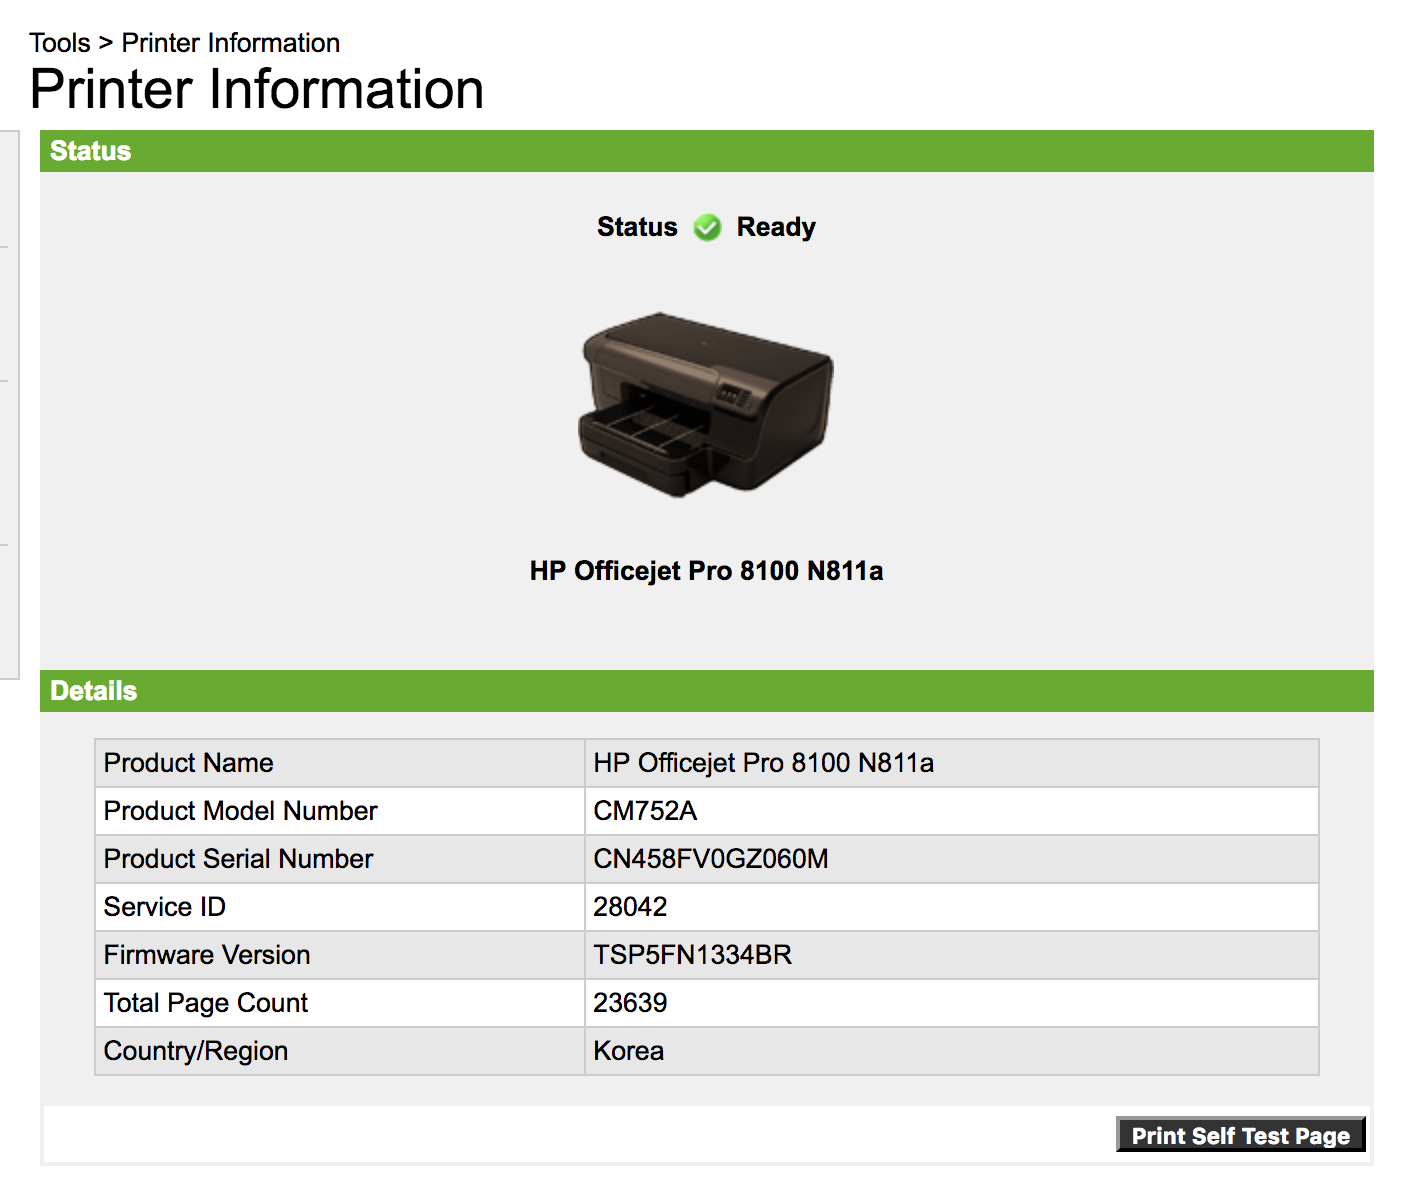 Tools > Printer Information
Printer Information
Status
Status Ready
HP Officejet Pro 8100 N811a
Details
Product Name HP Officejet Pro 8100 N811a
Product Model Number CM752A
Product Serial Number CN458FV0GZ060M
Service ID 28042
Firmware Version TSP5FN1334BR
Total Page Count 23639
Country/Region Korea
Print Self Test Page